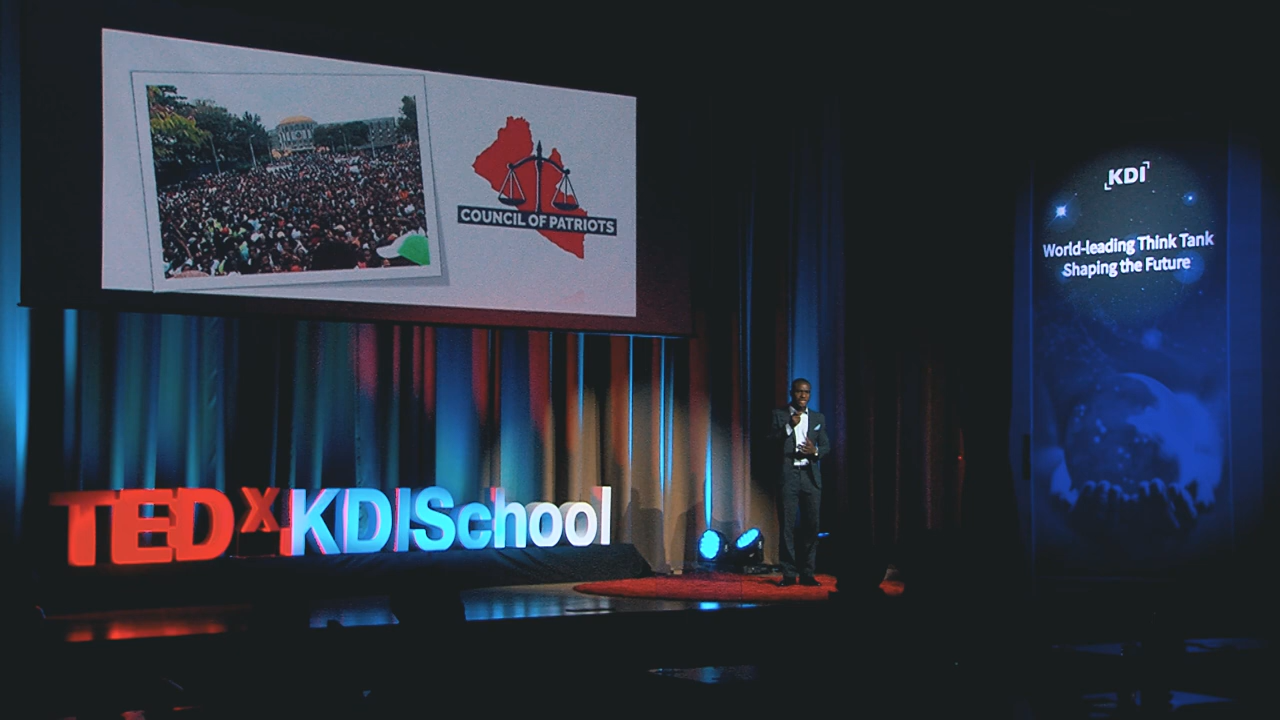 COUNCIL OF PATRIOTS
KDI
World-leading Think Tank
Shaping the Future
TEDxKDISchool